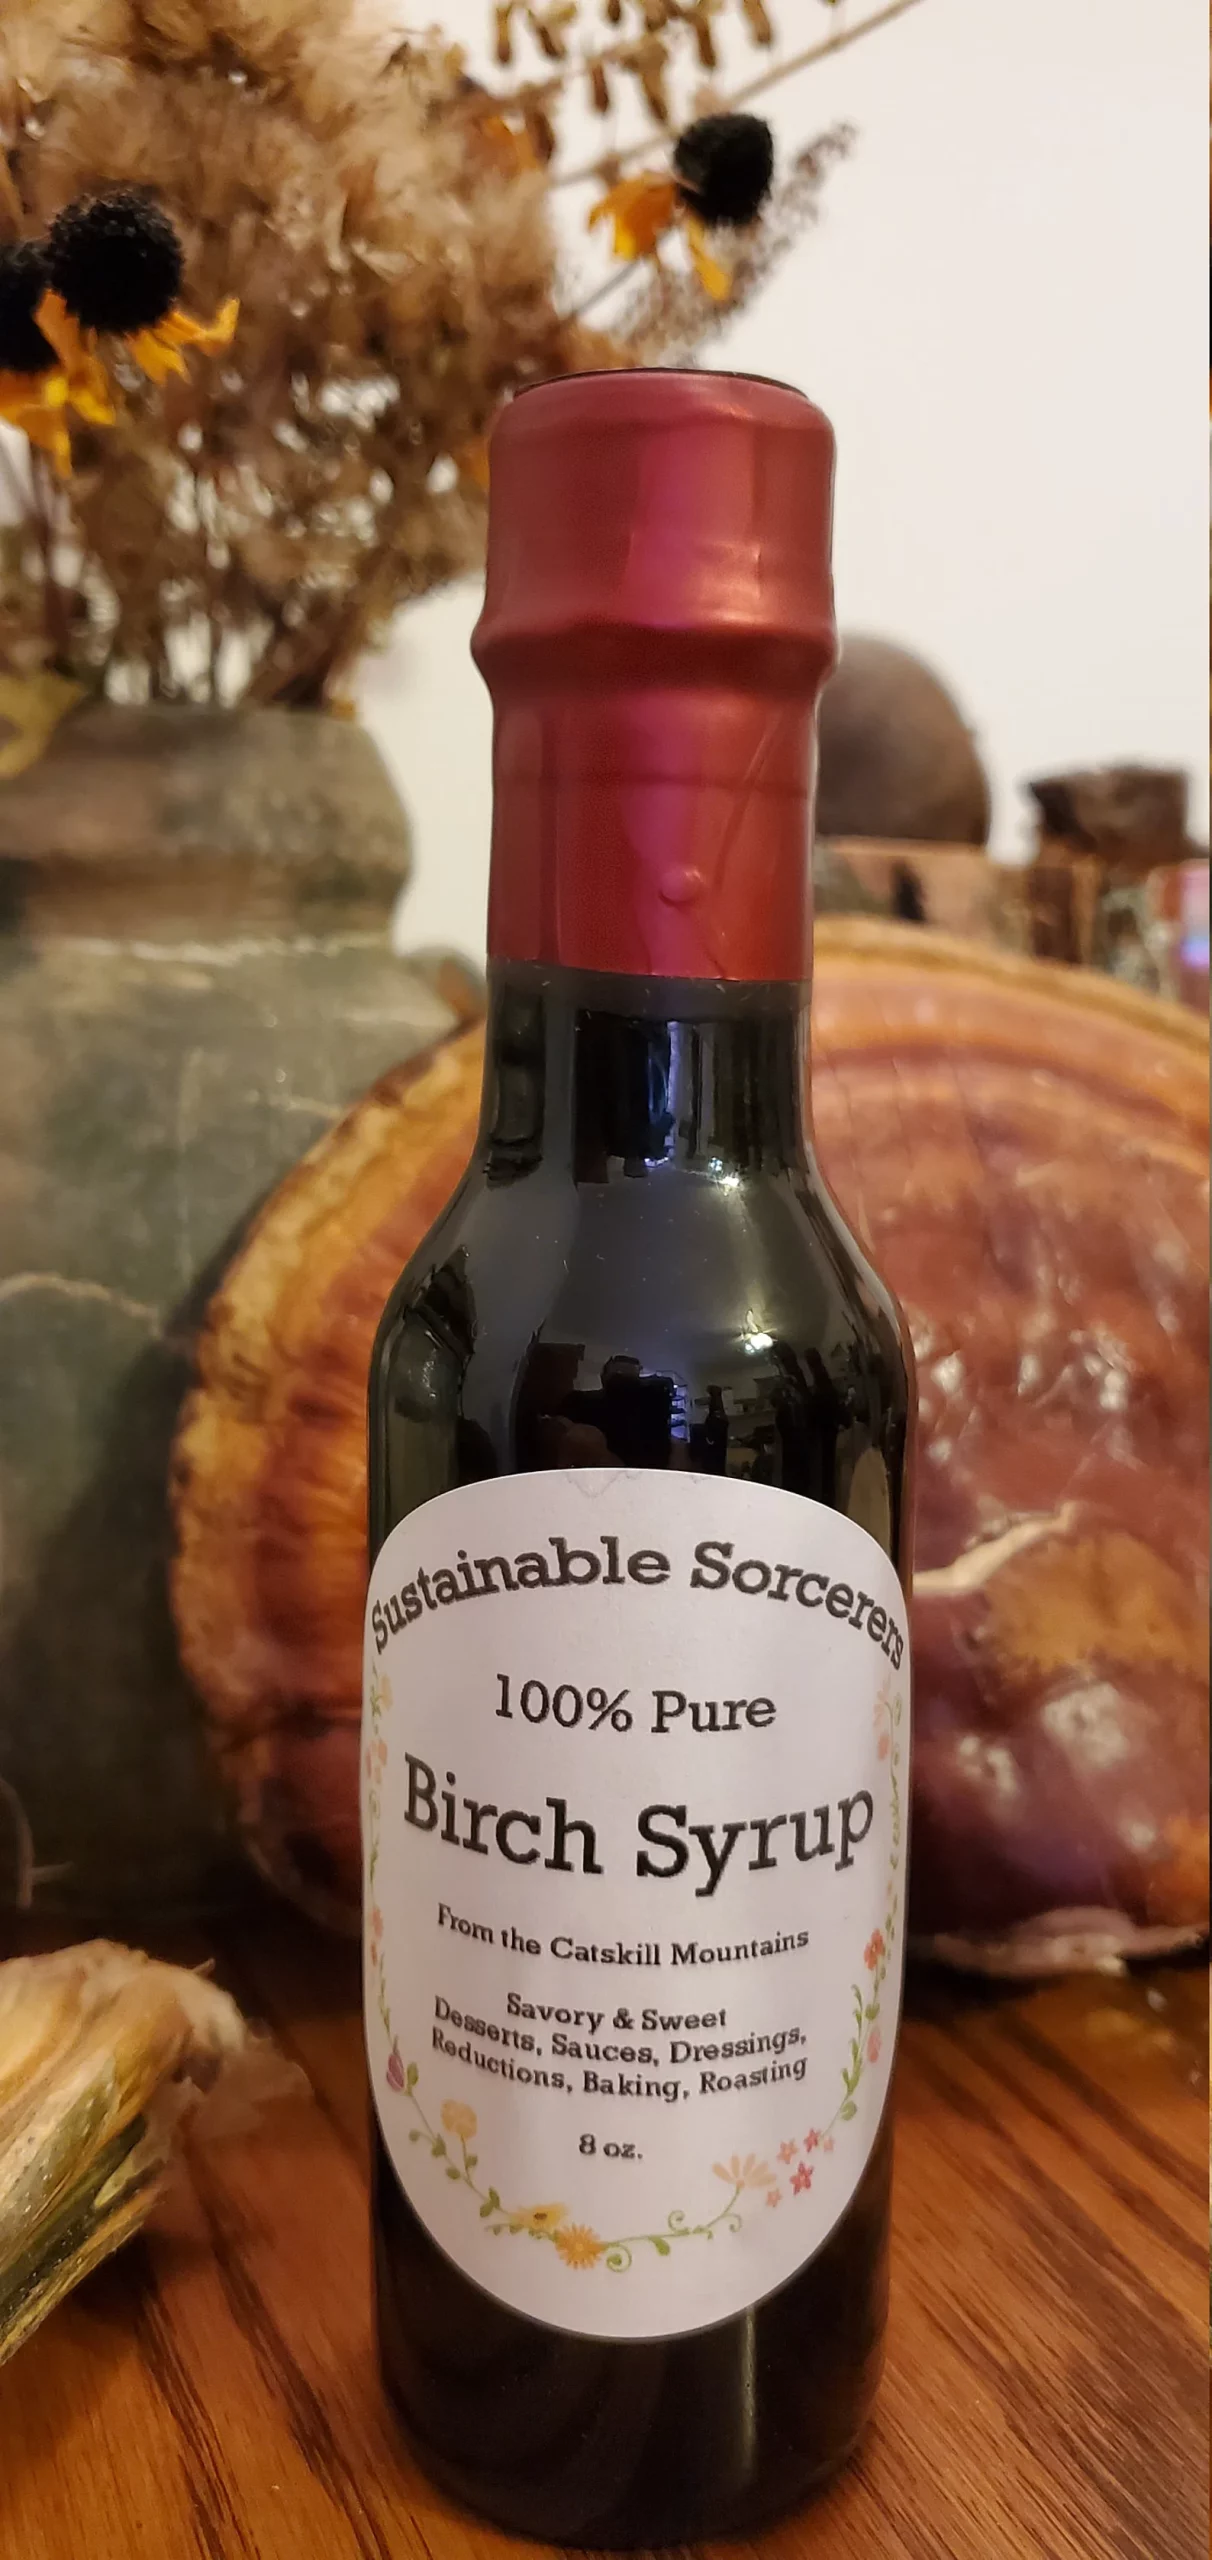 Sustainable Sorcerers
100% Pure
Birch Syrup
From the Catskill Mountains
Savory & Sweet
Desserts, Sauces, Dressings,
Reductions, Baking, Roasting
8 oz.